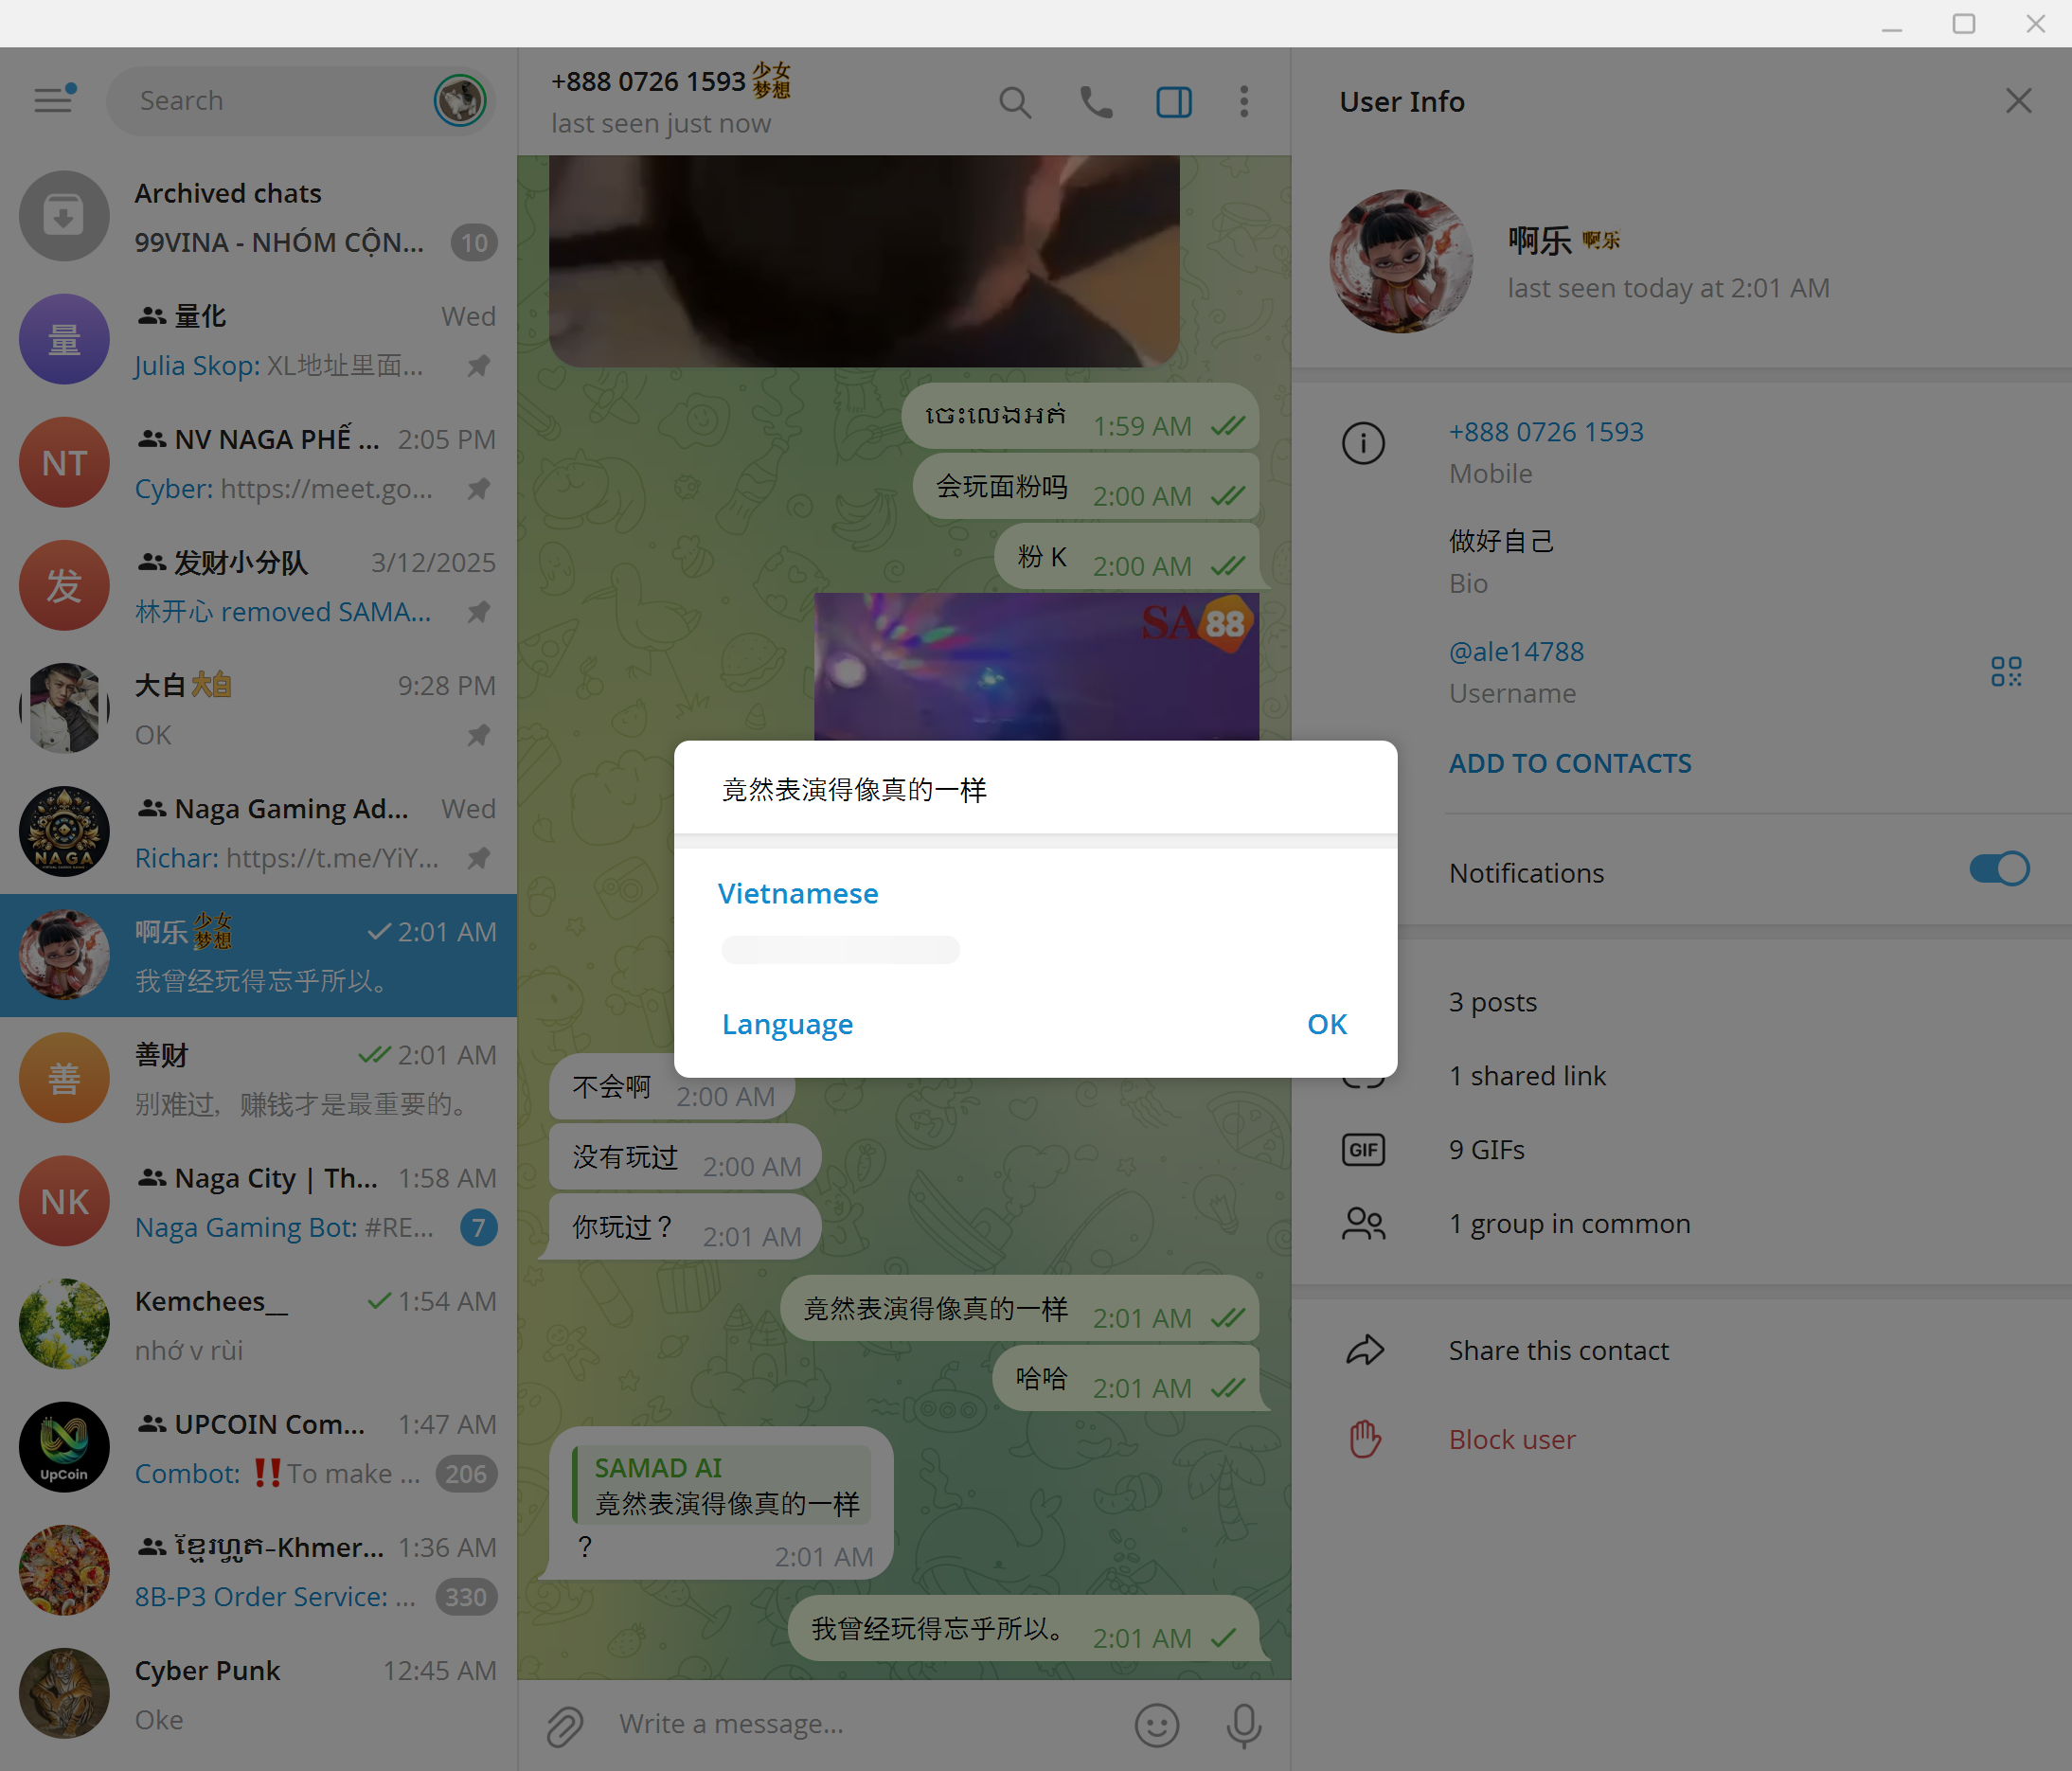 Search
Archived chats
99VINA - NHÓM CỘN...
10
量
量化
Wed
Julia Skop: XL地址里面...
NT
NV NAGA PHẾ ...
2:05 PM
Cyber: https://meet.go...
发
发财小分队
3/12/2025
林开心 removed SAMA...
大白 大白
9:28 PM
OK
NAGA
Naga Gaming Ad...
Wed
Richar: https://t.me/YiY...
啊乐 少女梦想
2:01 AM
我曾经玩得忘乎所以。
善
善财
2:01 AM
别难过，赚钱才是最重要的。
NK
Naga City | Th...
1:58 AM
Naga Gaming Bot: #RE...
7
Kemchees__
1:54 AM
nhớ v rùi
UpCoin
UPCOIN Com...
1:47 AM
Combot: ‼️To make ...
206
ខ្មែរហ្វូត-Khmer...
1:36 AM
8B-P3 Order Service: ...
330
Cyber Punk
12:45 AM
Oke
+888 0726 1593 少女梦想
last seen just now
ចេះលេងអត់ 1:59 AM
会玩面粉吗 2:00 AM
粉 K 2:00 AM
SA88
竟然表演得像真的一样
Vietnamese
Language
OK
不会啊 2:00 AM
没有玩过 2:00 AM
你玩过？ 2:01 AM
竟然表演得像真的一样 2:01 AM
哈哈 2:01 AM
SAMAD AI
竟然表演得像真的一样
? 2:01 AM
我曾经玩得忘乎所以。 2:01 AM
Write a message...
User Info
啊乐 啊乐
last seen today at 2:01 AM
+888 0726 1593
Mobile
做好自己
Bio
@ale14788
Username
ADD TO CONTACTS
Notifications
3 posts
1 shared link
GIF
9 GIFs
1 group in common
Share this contact
Block user